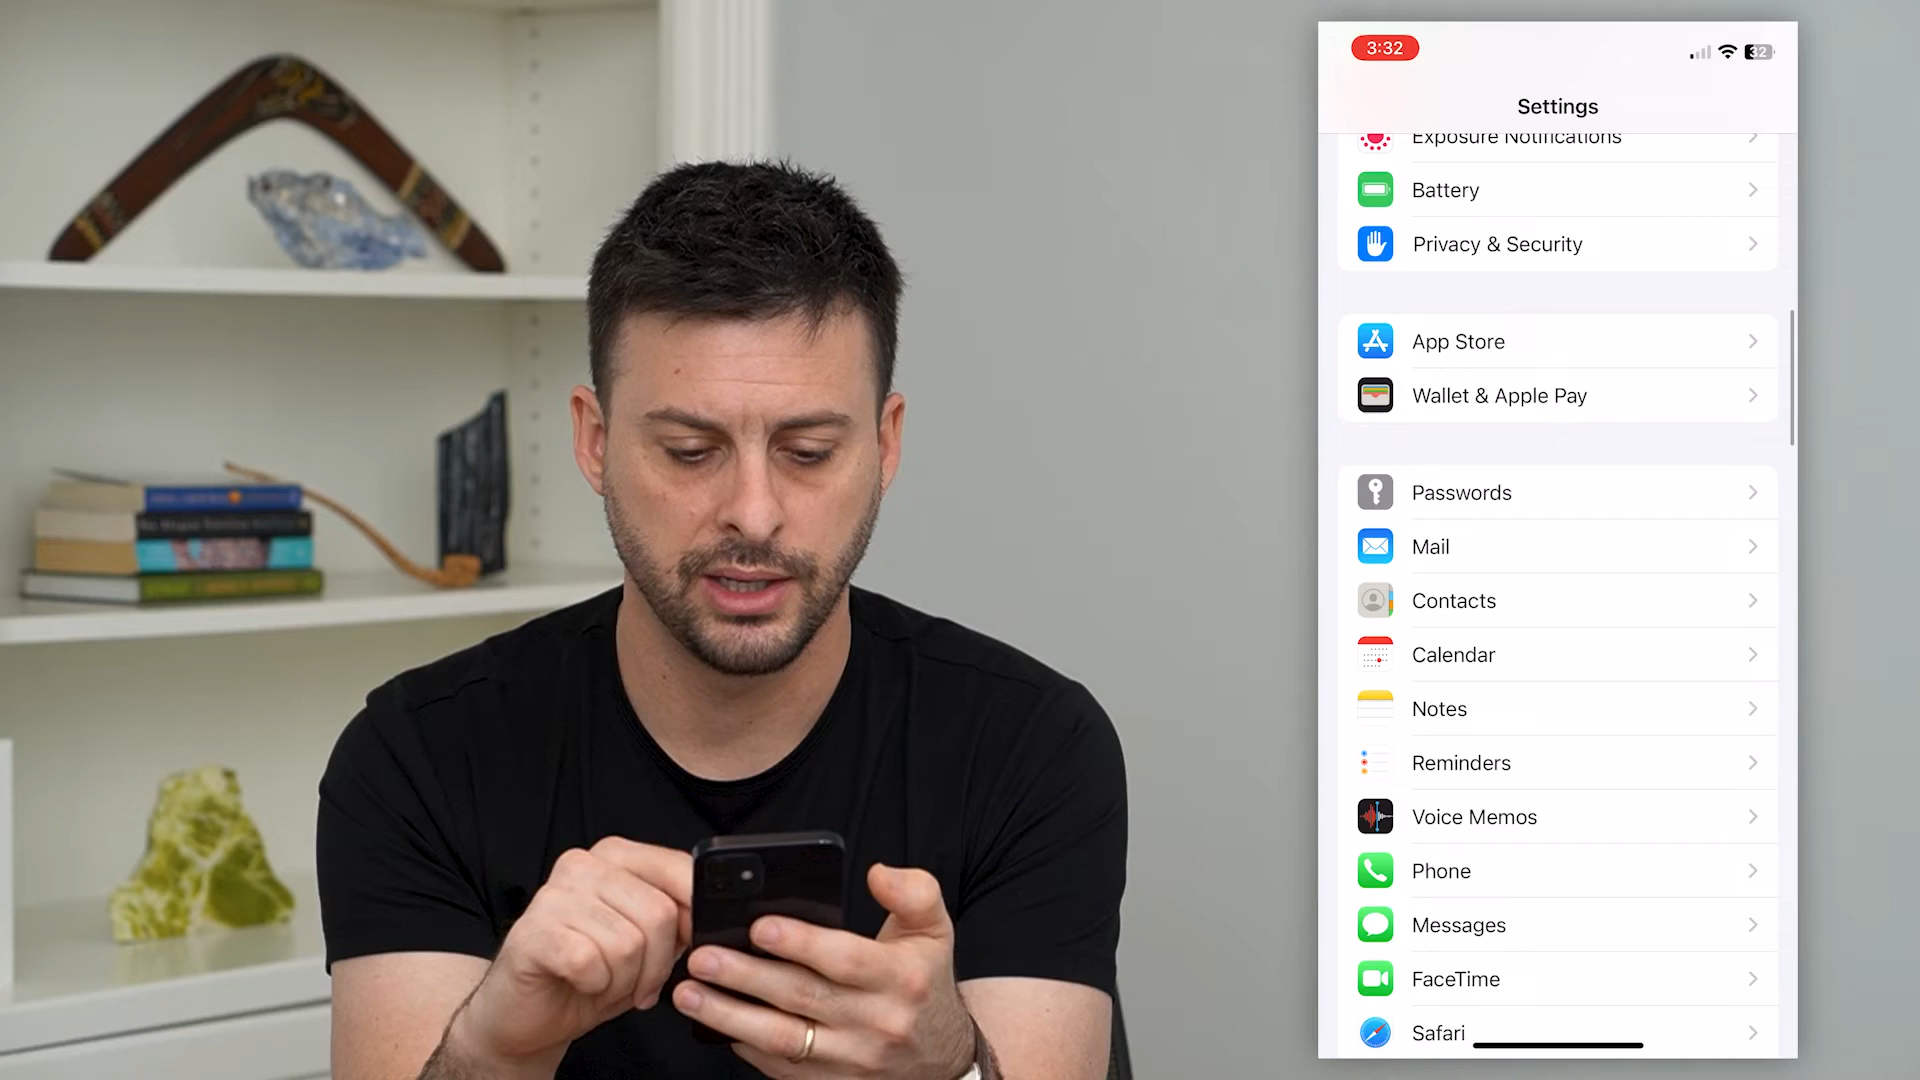 3:32
32
Settings
Exposure Notifications
Battery
Privacy & Security
App Store
Wallet & Apple Pay
Passwords
Mail
Contacts
Calendar
Notes
Reminders
Voice Memos
Phone
Messages
FaceTime
Safari